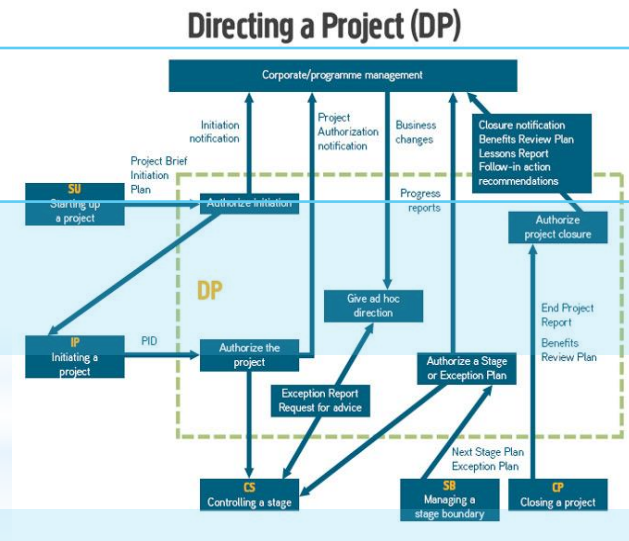 Directing a Project (DP)
Corporate/programme management
Initiation
notification
Project
Authorization
notification
Business
changes
Closure notification
Benefits Review Plan
Lessons Report
Follow-in action
recommendations
Project Brief
Initiation
Plan
SU
Starting up
a project
Authorize initiation
Progress
reports
Authorize
project closure
DP
Give ad hoc
direction
End Project
Report
Benefits
Review Plan
IP
Initiating a
project
PID
Authorize the
project
Authorize a Stage
or Exception Plan
Exception Report
Request for advice
Next Stage Plan
Exception Plan
CS
Controlling a stage
SB
Managing a
stage boundary
CP
Closing a project